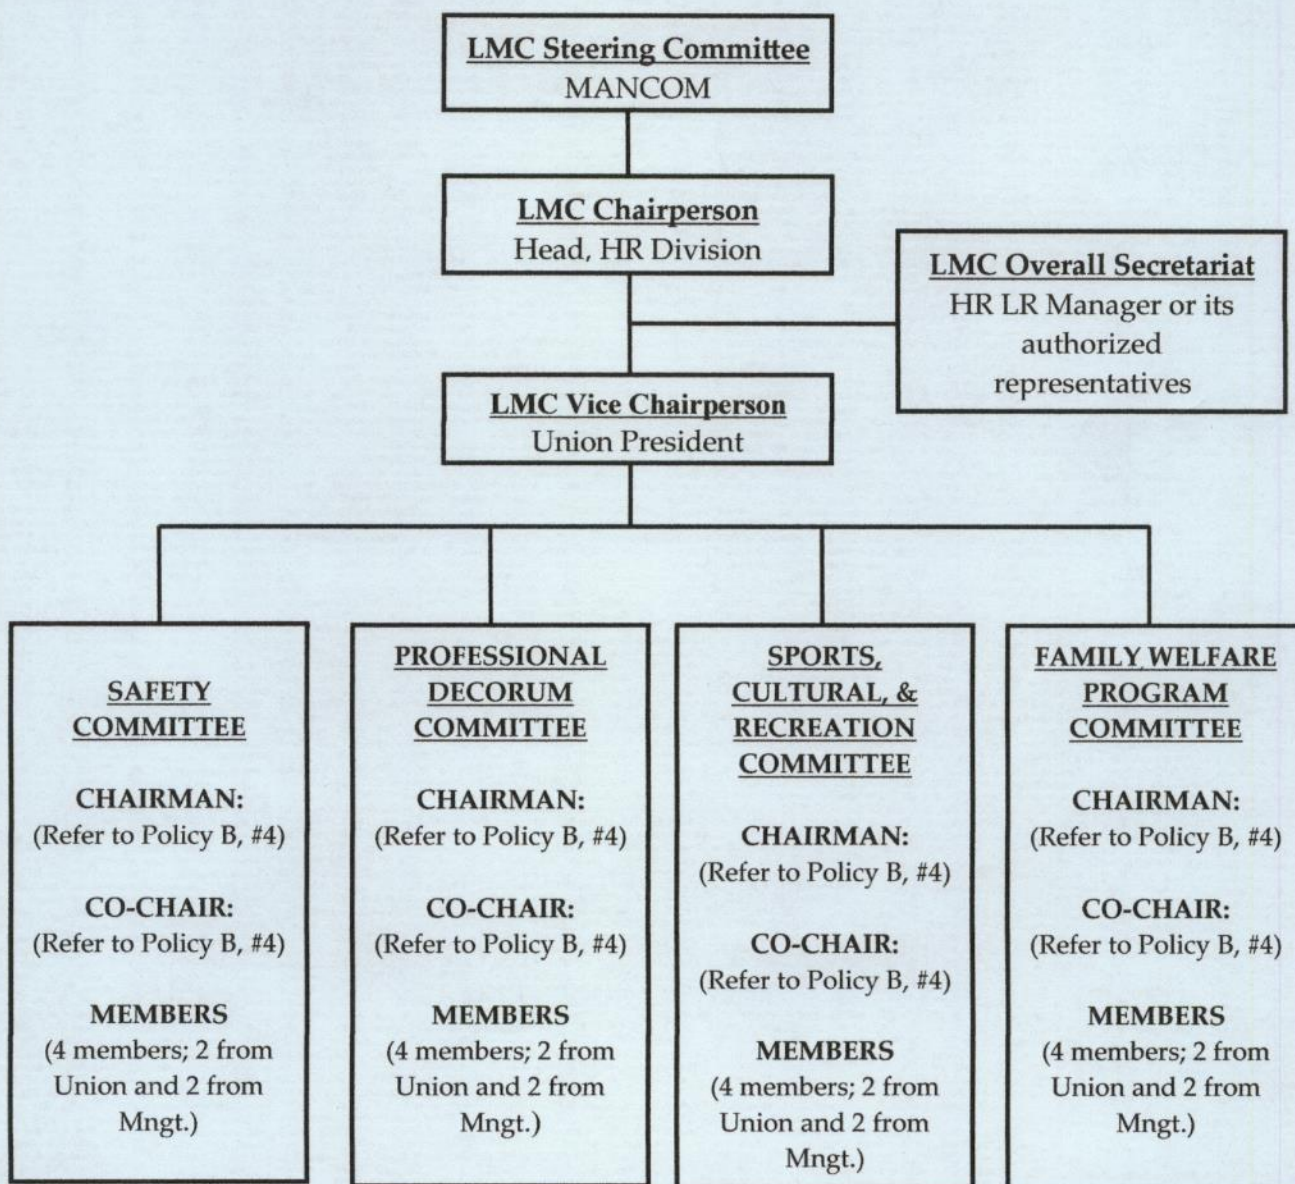 LMC Steering Committee
MANCOM
LMC Chairperson
Head, HR Division
LMC Overall Secretariat
HR LR Manager or its
authorized
representatives
LMC Vice Chairperson
Union President
SAFETY
COMMITTEE
CHAIRMAN:
(Refer to Policy B, #4)
CO-CHAIR:
(Refer to Policy B, #4)
MEMBERS
(4 members; 2 from
Union and 2 from
Mngt.)
PROFESSIONAL
DECORUM
COMMITTEE
CHAIRMAN:
(Refer to Policy B, #4)
CO-CHAIR:
(Refer to Policy B, #4)
MEMBERS
(4 members; 2 from
Union and 2 from
Mngt.)
SPORTS,
CULTURAL, &
RECREATION
COMMITTEE
CHAIRMAN:
(Refer to Policy B, #4)
CO-CHAIR:
(Refer to Policy B, #4)
MEMBERS
(4 members; 2 from
Union and 2 from
Mngt.)
FAMILY WELFARE
PROGRAM
COMMITTEE
CHAIRMAN:
(Refer to Policy B, #4)
CO-CHAIR:
(Refer to Policy B, #4)
MEMBERS
(4 members; 2 from
Union and 2 from
Mngt.)